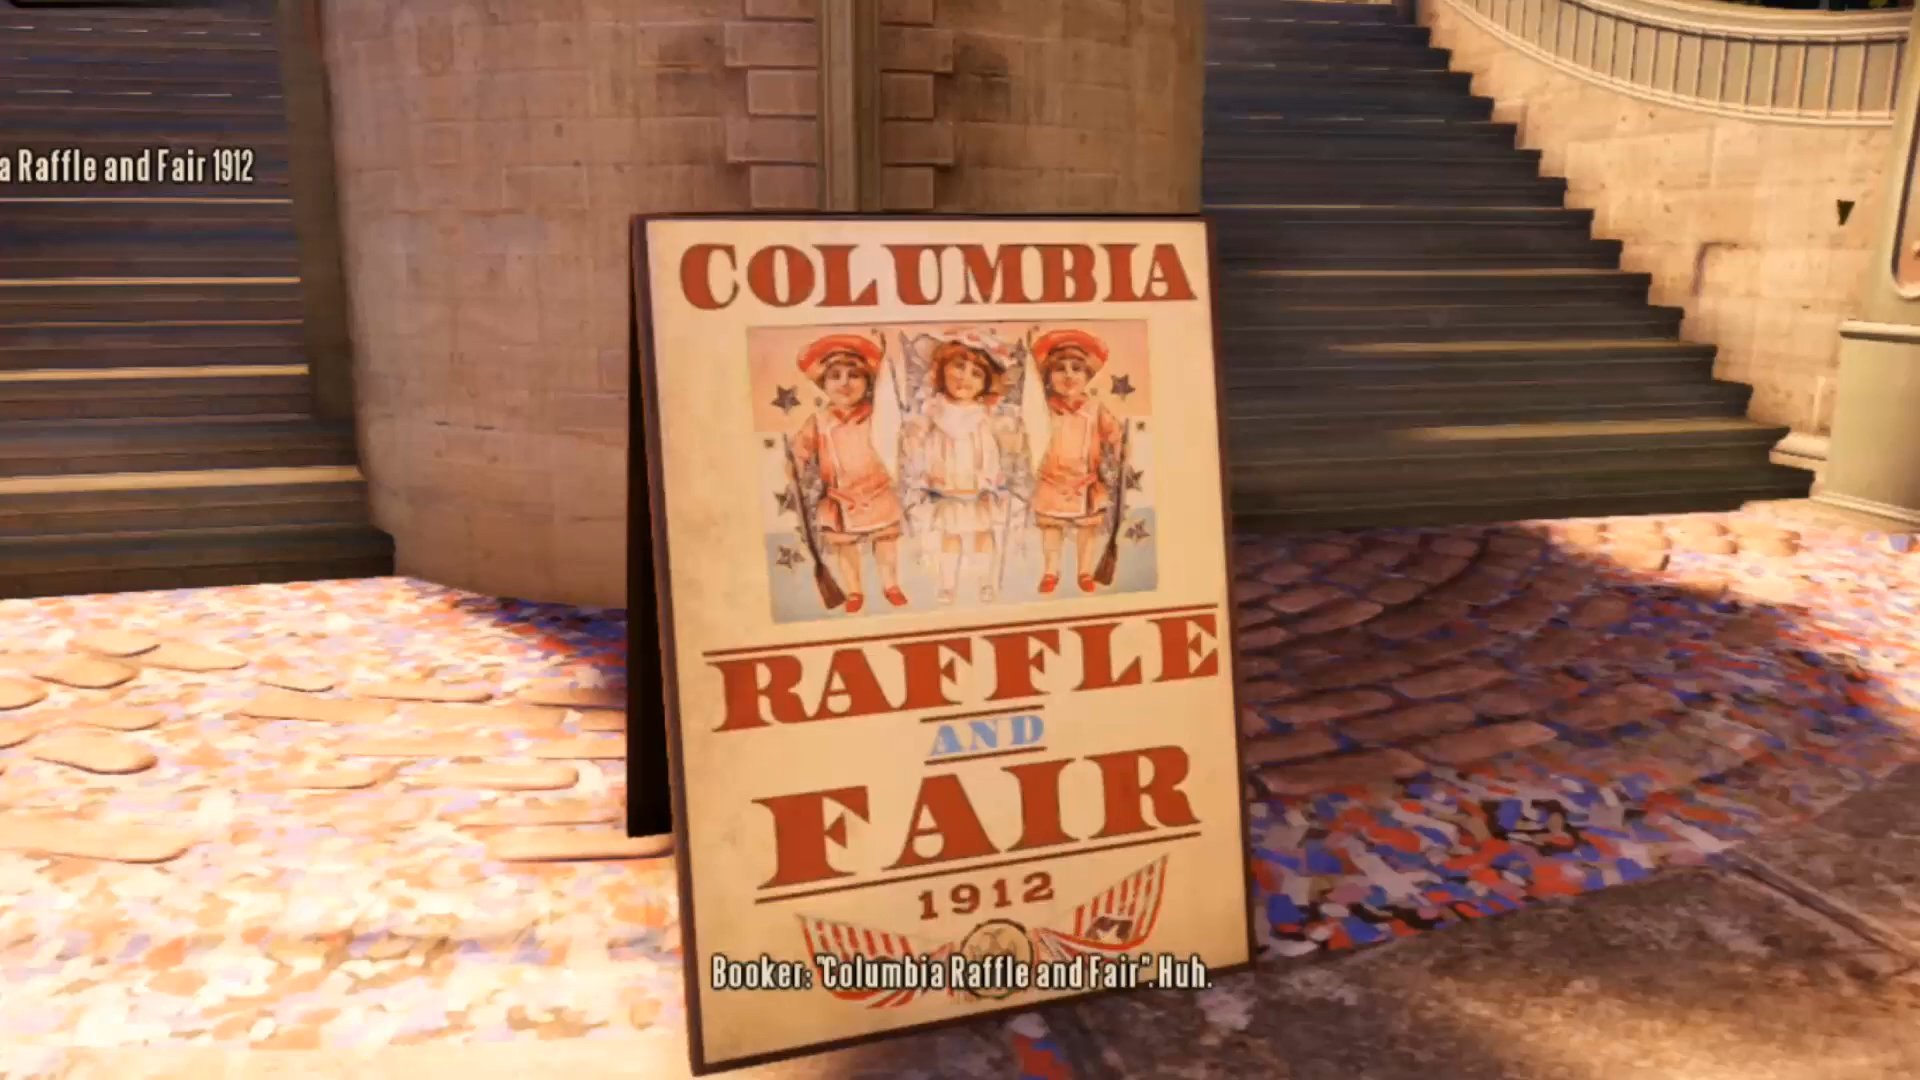 a Raffle and Fair 1912
COLUMBIA
RAFFLE
AND
FAIR
1912
Booker: "Columbia Raffle and Fair". Huh.